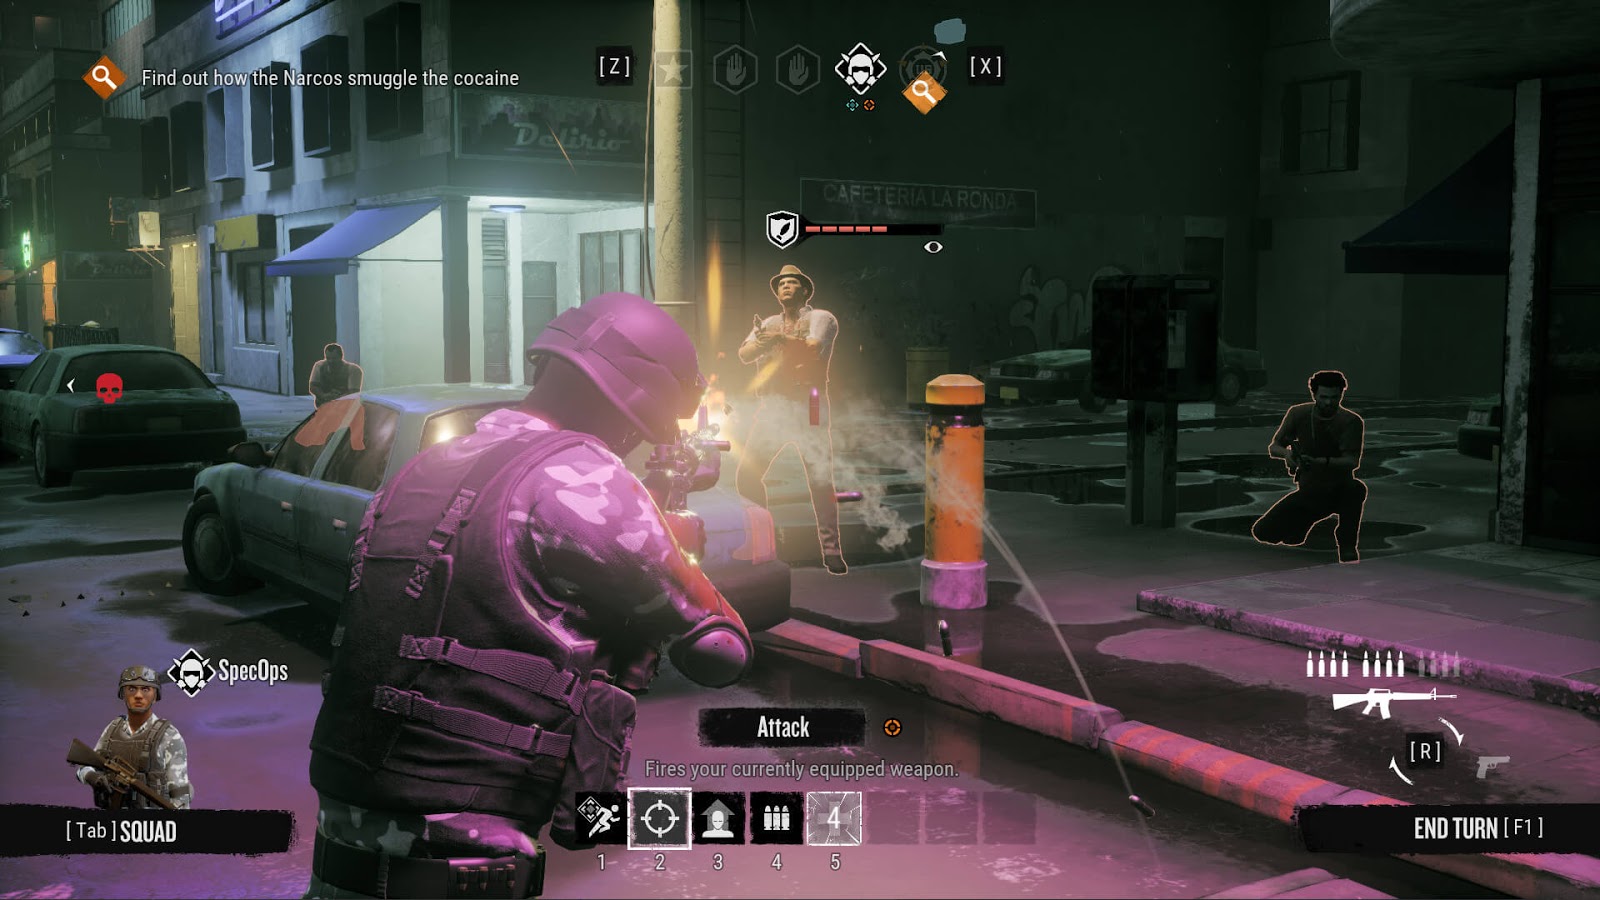 Find out how the Narcos smuggle the cocaine
[ Z ]
[ X ]
Delirio
CAFETERIA LA RONDA
SpecOps
[ Tab ] SQUAD
Attack
Fires your currently equipped weapon.
4
1 2 3 4 5
[ R ]
END TURN [ F1 ]